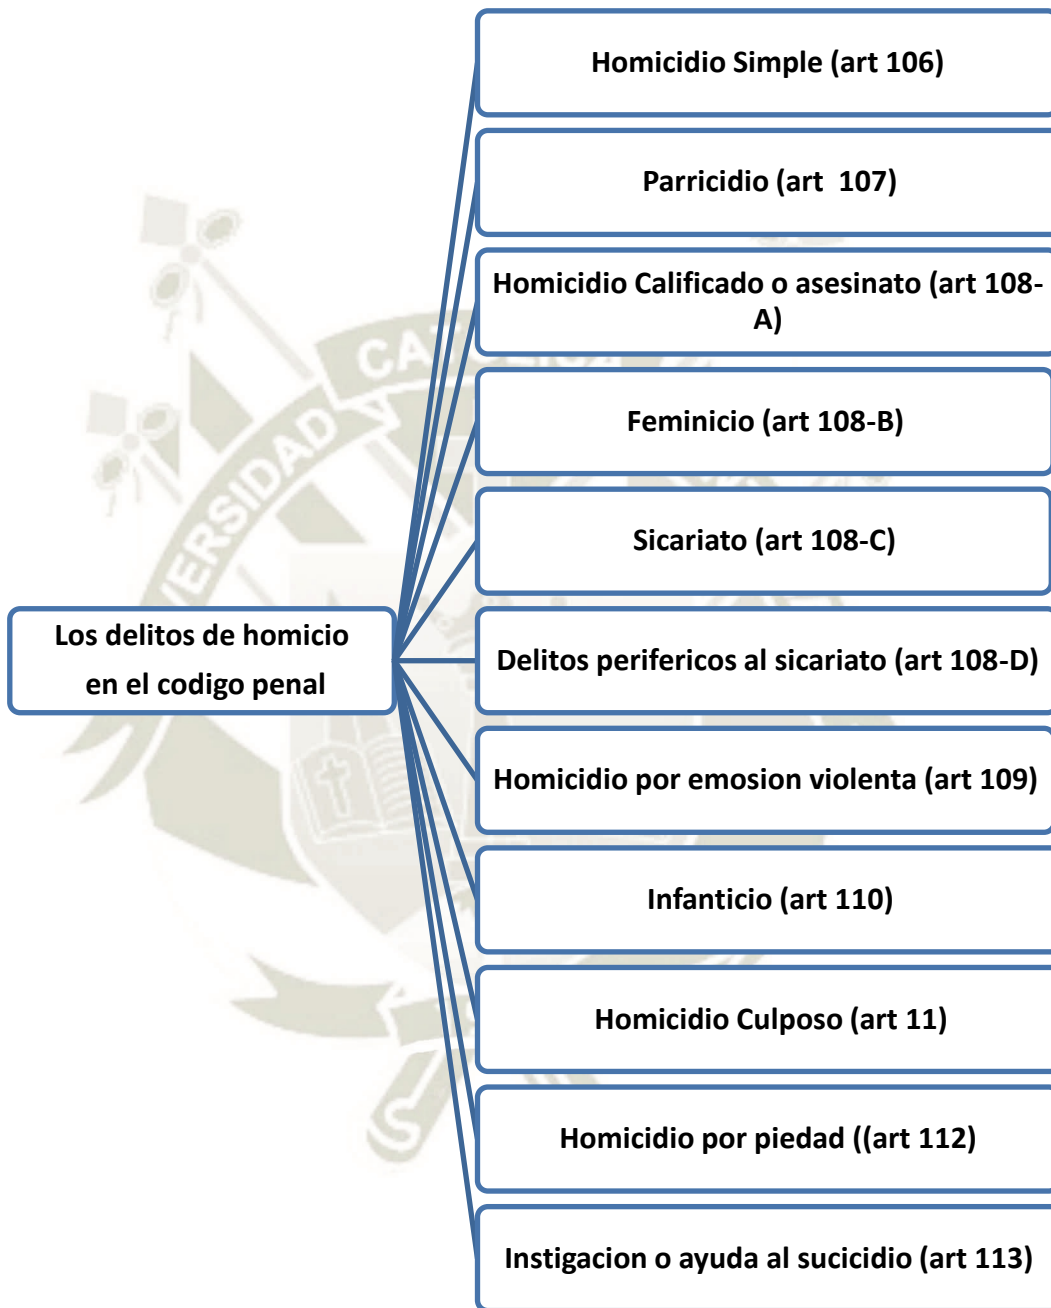 Homicidio Simple (art 106)
Parricidio (art  107)
Homicidio Calificado o asesinato (art 108-
A)
Feminicio (art 108-B)
Sicariato (art 108-C)
Los delitos de homicio
en el codigo penal
Delitos perifericos al sicariato (art 108-D)
Homicidio por emosion violenta (art 109)
Infanticio (art 110)
Homicidio Culposo (art 11)
Homicidio por piedad ((art 112)
Instigacion o ayuda al sucicidio (art 113)